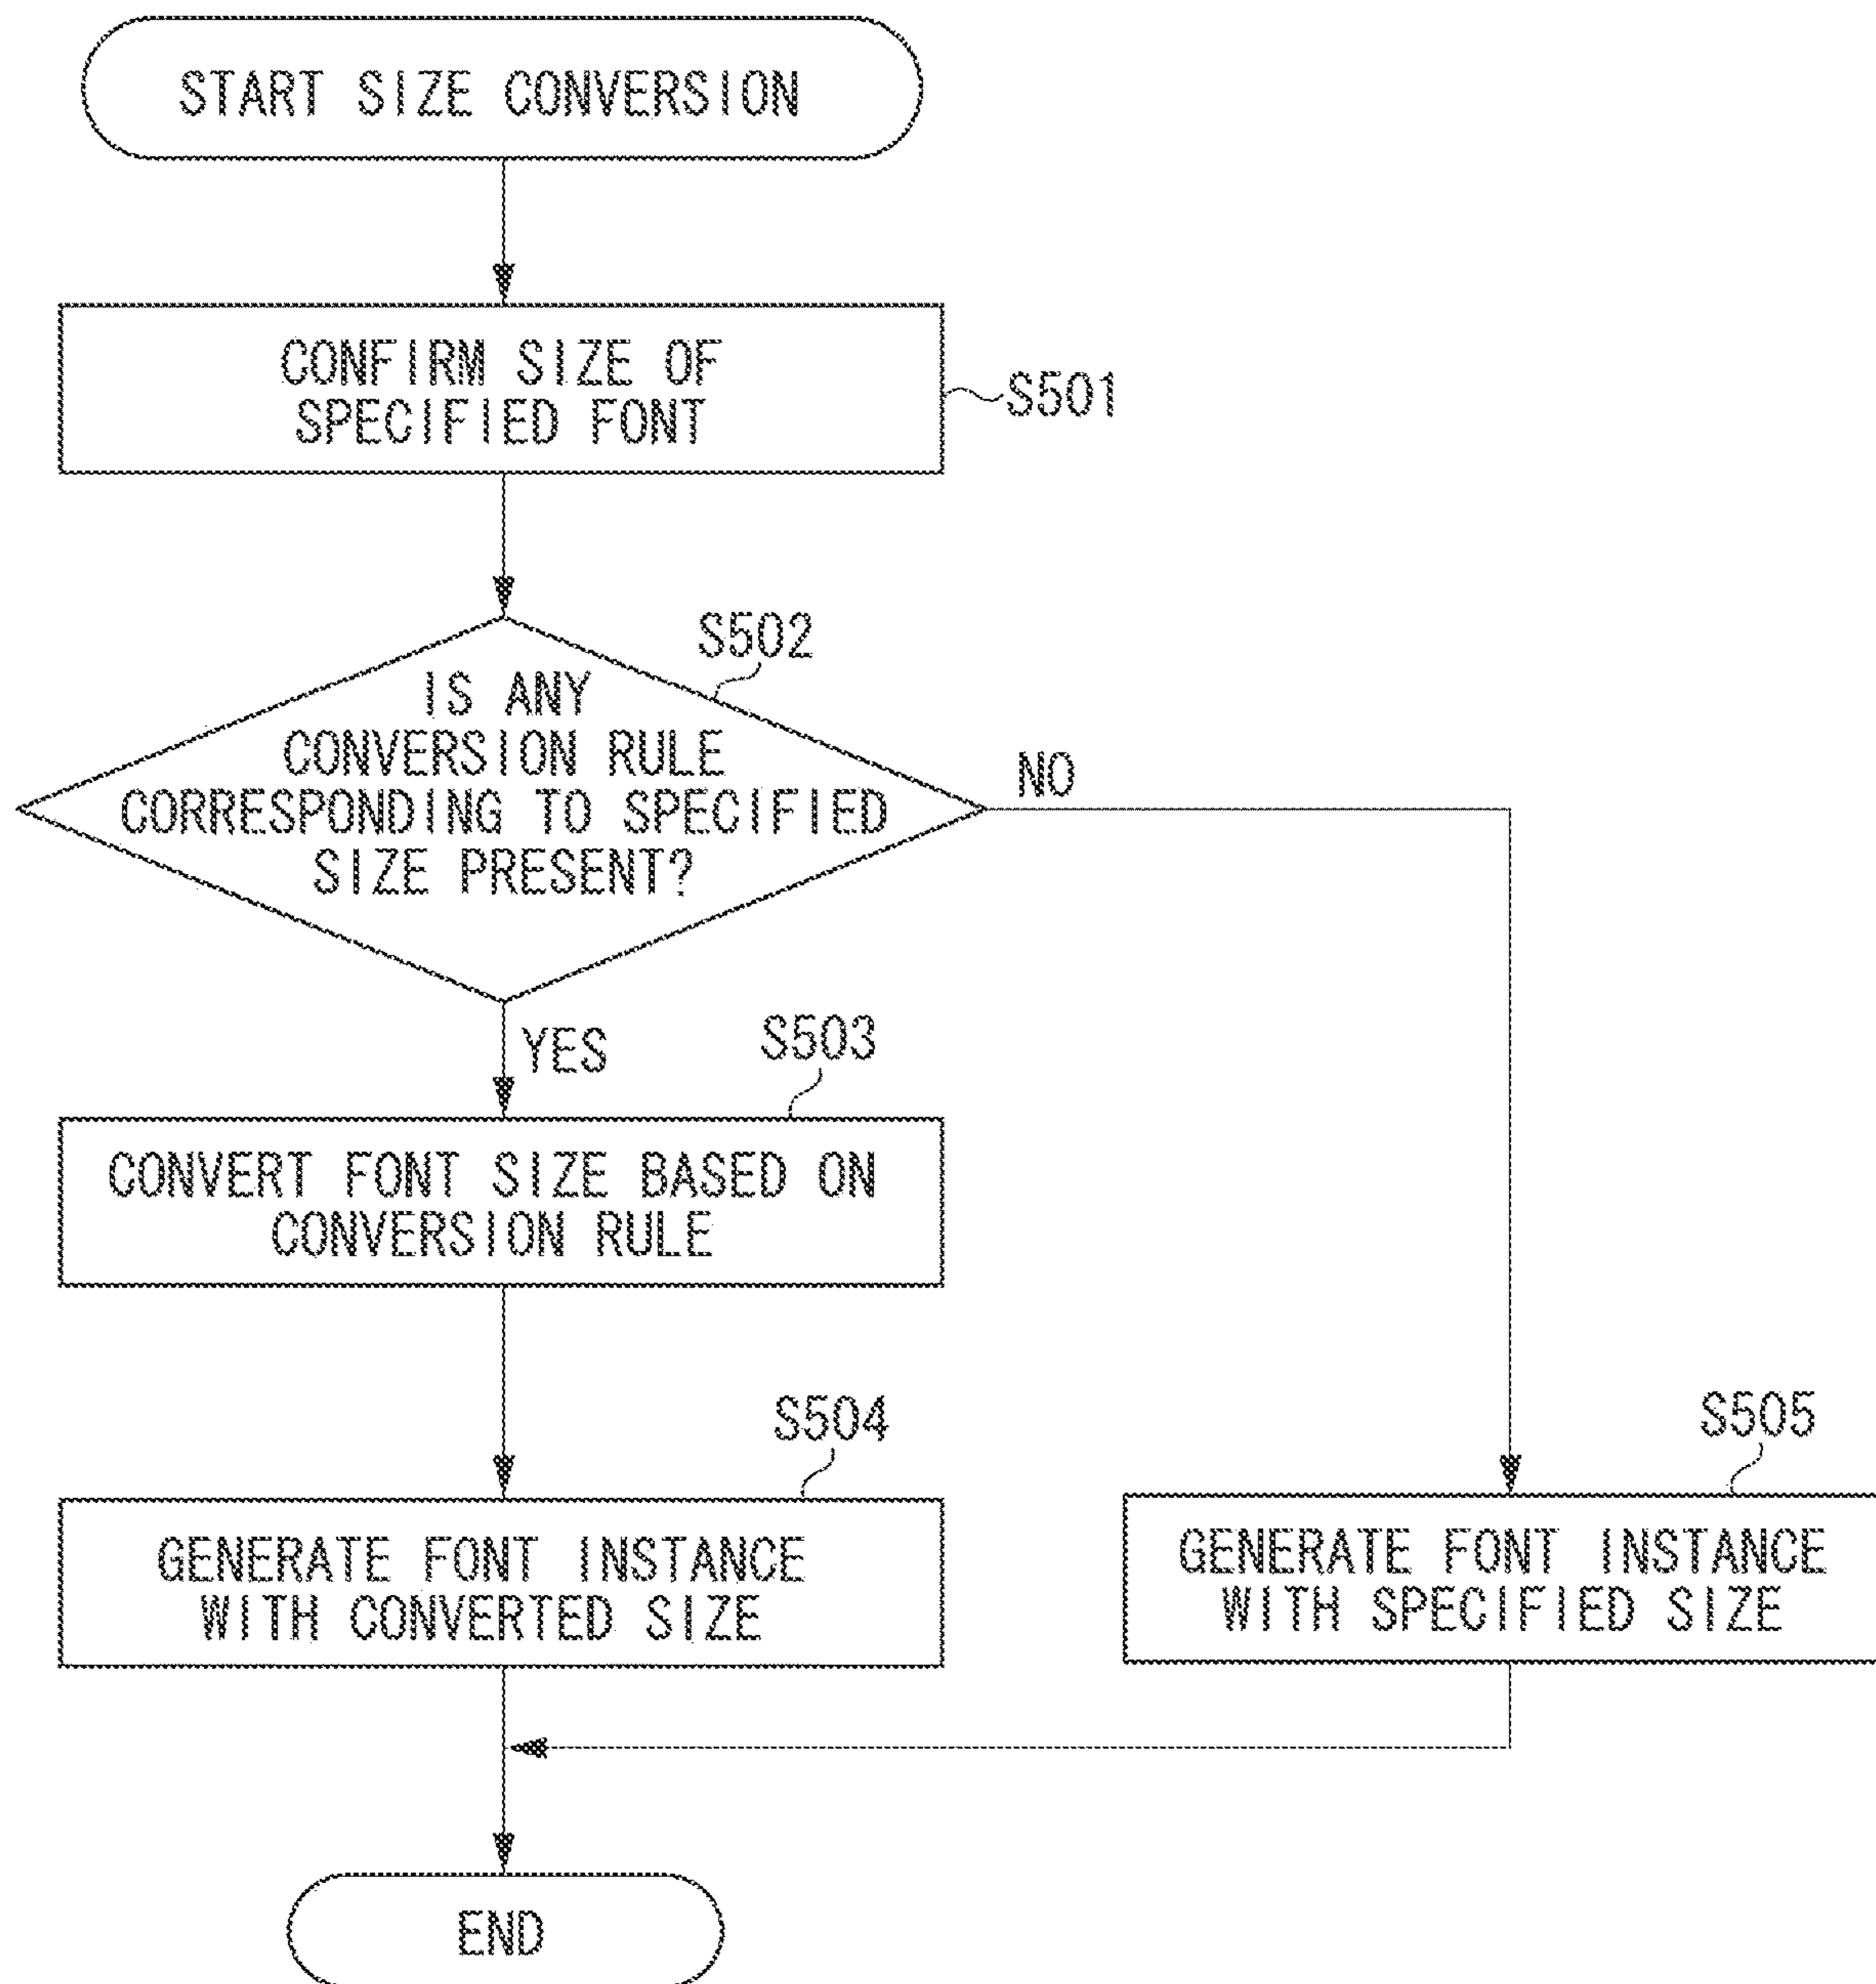 START SIZE CONVERSION
CONFIRM SIZE OF
SPECIFIED FONT
S501
S502
IS ANY
CONVERSION RULE
CORRESPONDING TO SPECIFIED
SIZE PRESENT?
NO
YES
S503
CONVERT FONT SIZE BASED ON
CONVERSION RULE
S504
GENERATE FONT INSTANCE
WITH CONVERTED SIZE
S505
GENERATE FONT INSTANCE
WITH SPECIFIED SIZE
END